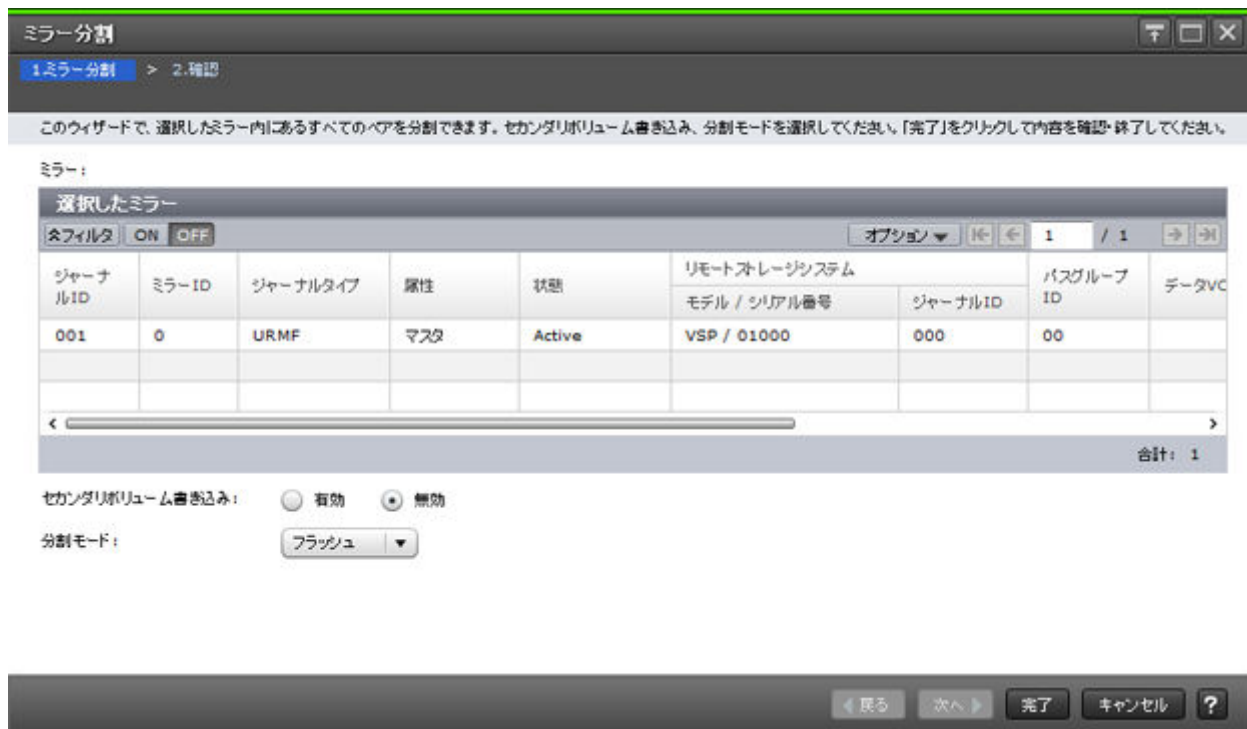 ミラー分割
1.ミラー分割 > 2.確認
このウィザードで、選択したミラー内にあるすべてのペアを分割できます。セカンダリボリューム書き込み、分割モードを選択してください。「完了」をクリックして内容を確認・終了してください。
ミラー:
選択したミラー
フィルタ ON OFF オプション 1 / 1
ジャーナルID ミラーID ジャーナルタイプ 属性 状態 リモートストレージシステム パスグループID データVO
モデル / シリアル番号 ジャーナルID
001 0 URMF マスタ Active VSP / 01000 000 00
合計: 1
セカンダリボリューム書き込み: 有効 無効
分割モード: フラッシュ
戻る 次へ 完了 キャンセル ?